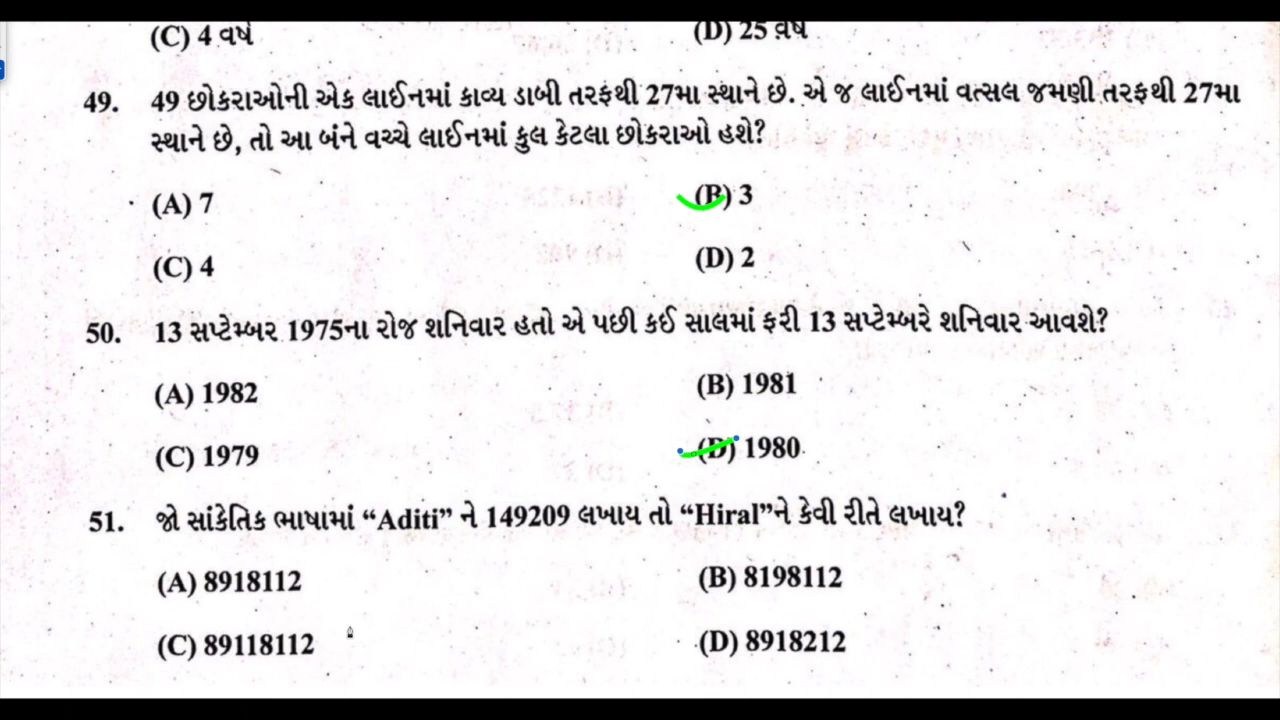 (C) 4 વર્ષ
(D) 25 વર્ષ
49. 49 છોકરાઓની એક લાઈનમાં કાવ્ય ડાબી તરફથી 27મા સ્થાને છે. એ જ લાઈનમાં વત્સલ જમણી તરફથી 27મા
સ્થાને છે, તો આ બંને વચ્ચે લાઈનમાં કુલ કેટલા છોકરાઓ હશે?
(A) 7
(B) 3
(C) 4
(D) 2
50. 13 સપ્ટેમ્બર 1975ના રોજ શનિવાર હતો એ પછી કઈ સાલમાં ફરી 13 સપ્ટેમ્બરે શનિવાર આવશે?
(A) 1982
(B) 1981
(C) 1979
(D) 1980
51. જો સાંકેતિક ભાષામાં “Aditi” ને 149209 લખાય તો “Hiral”ને કેવી રીતે લખાય?
(A) 8918112
(B) 8198112
(C) 89118112
(D) 8918212